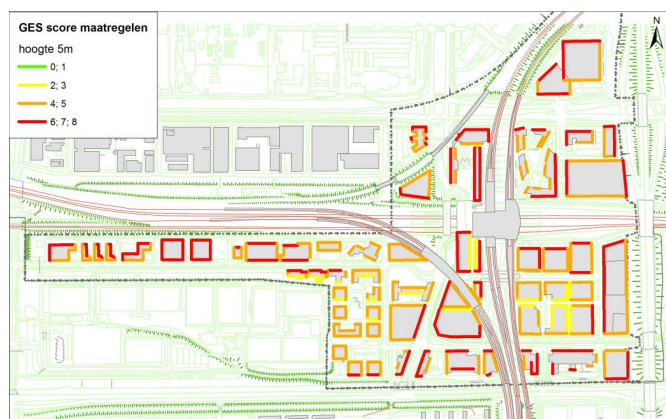 GES score maatregelen
N
hoogte 5m
0; 1
2; 3
4; 5
6; 7; 8